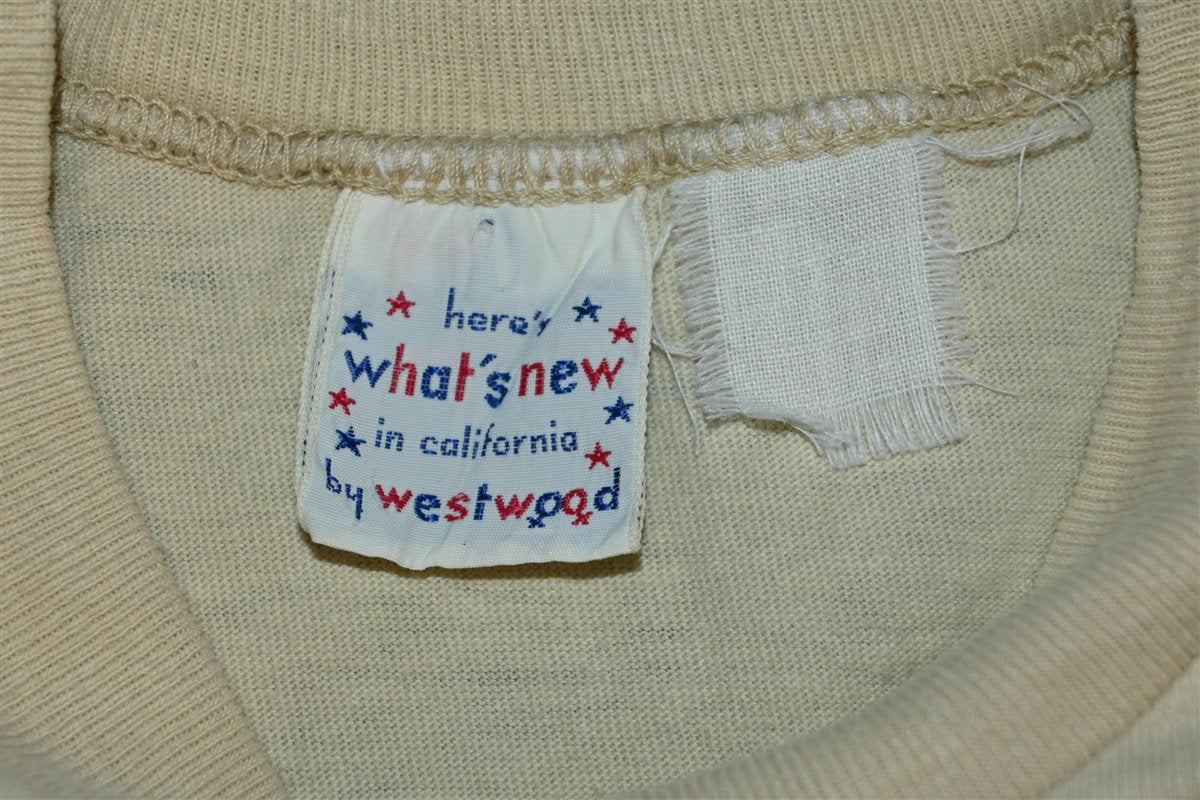 here's
what's new
in california
by westwood